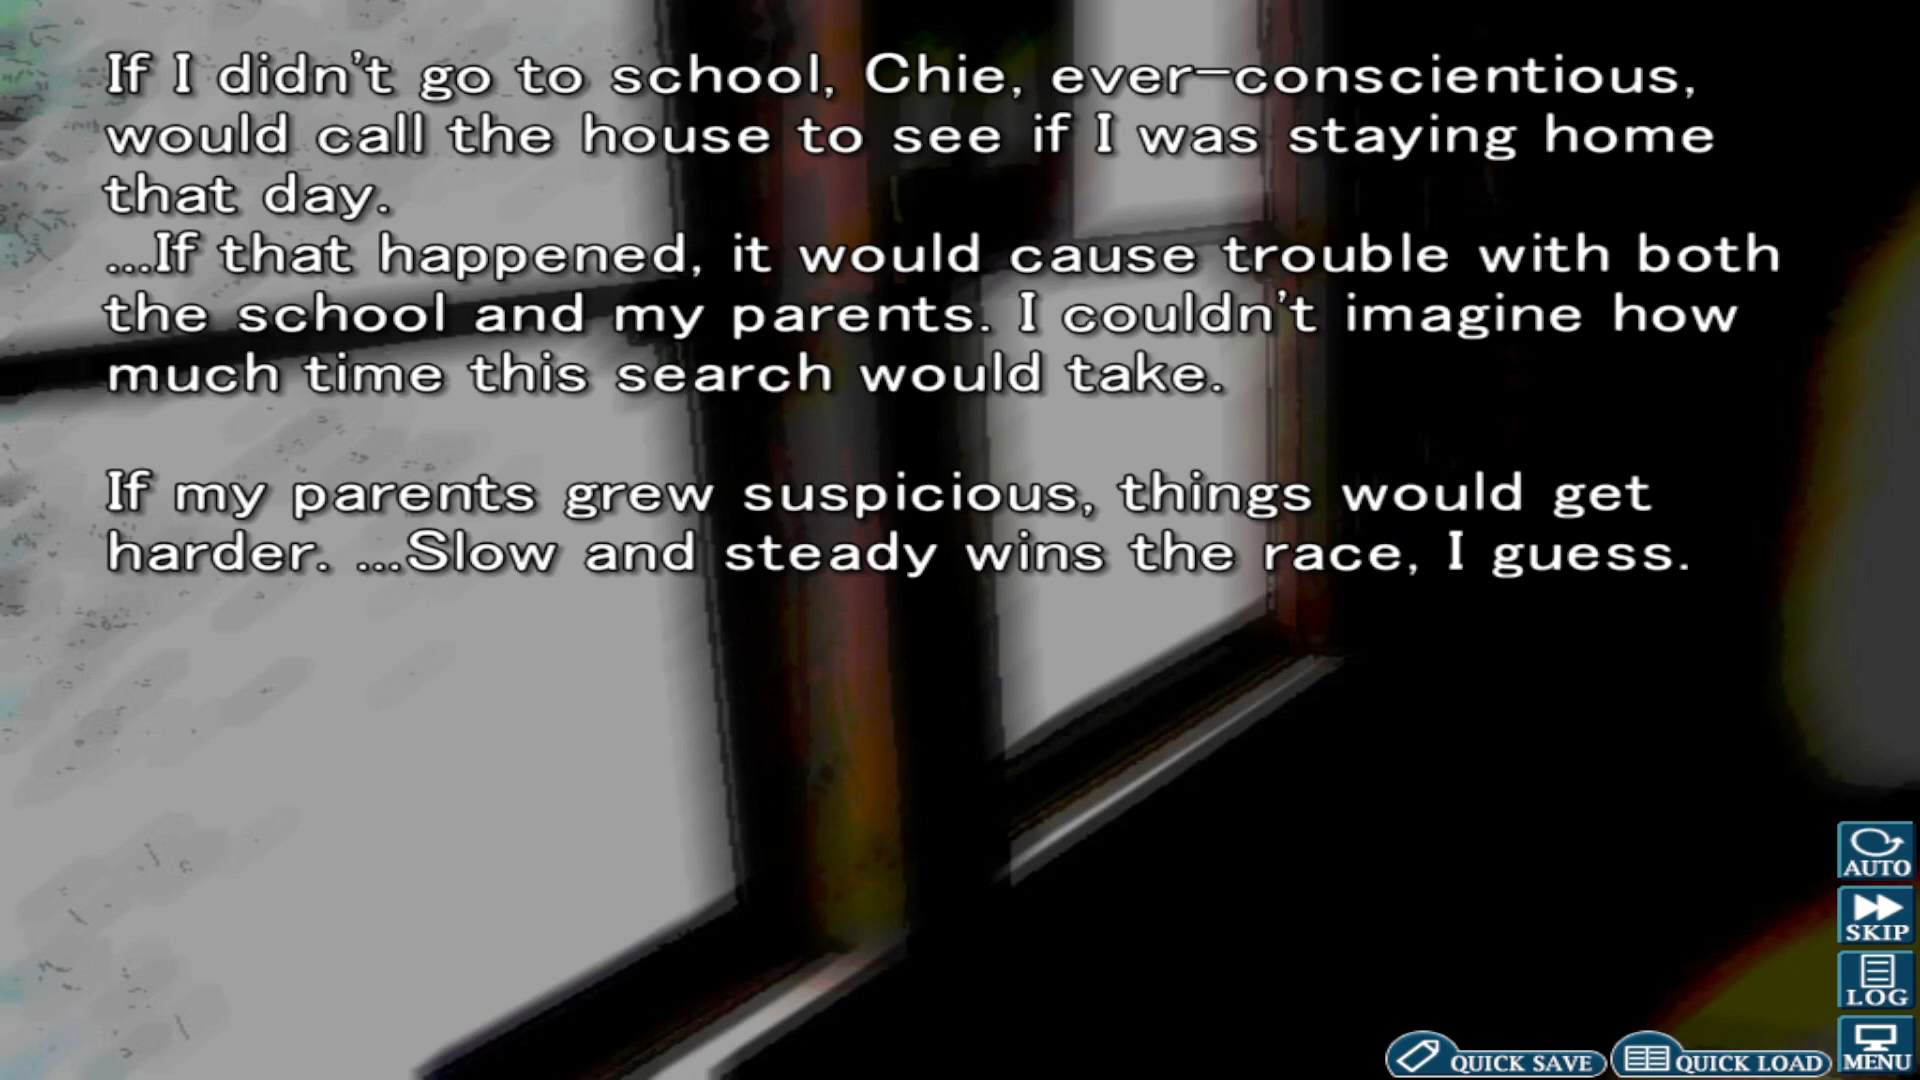 If I didn't go to school, Chie, ever-conscientious,
would call the house to see if I was staying home
that day.
...If that happened, it would cause trouble with both
the school and my parents. I couldn't imagine how
much time this search would take.
If my parents grew suspicious, things would get
harder. ...Slow and steady wins the race, I guess.
AUTO
SKIP
LOG
MENU
QUICK SAVE
QUICK LOAD